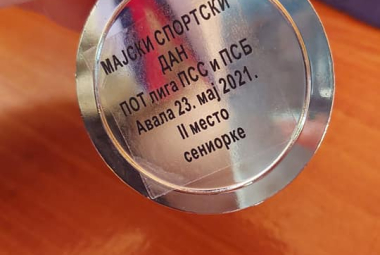 МАЈСКИ СПОРТСКИ
ДАН
ПОТ лига ПСС и ПСБ
Авала 23. мај 2021.
II место
сениорке